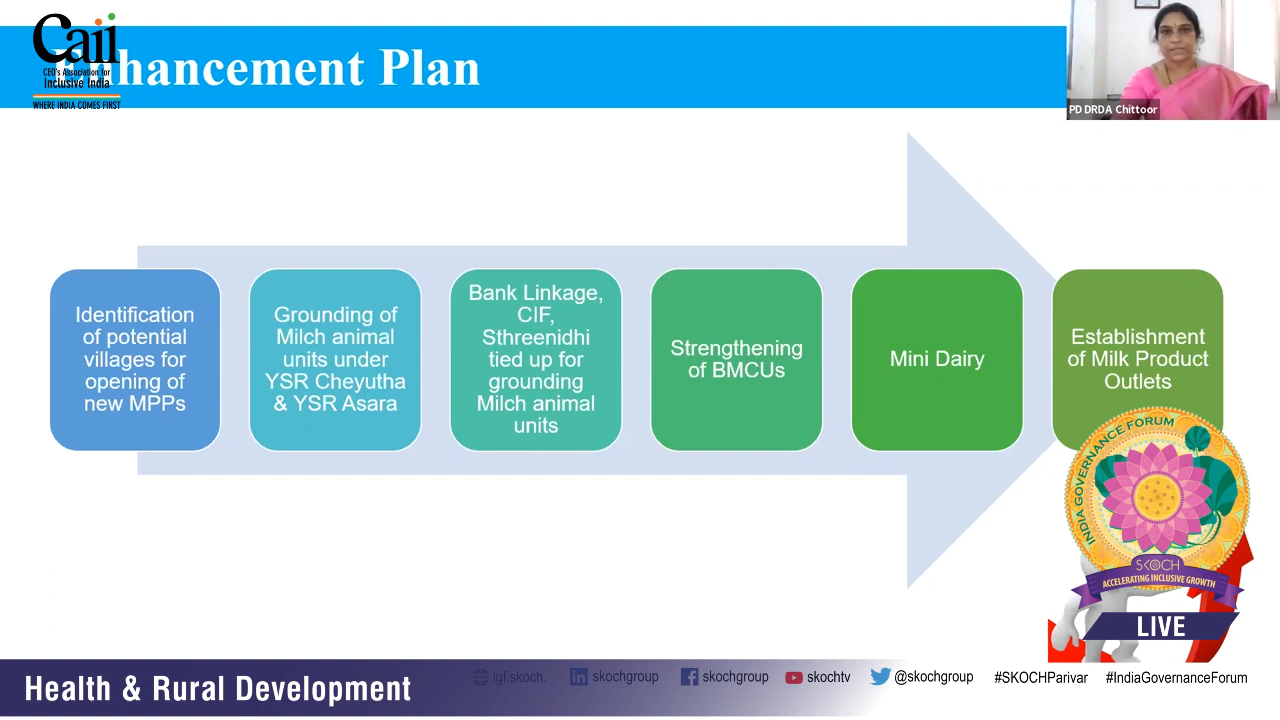 Caii
CEO's Association for
Inclusive India
WHERE INDIA COMES FIRST
Enhancement Plan
PD DRDA Chittoor
Identification
of potential
villages for
opening of
new MPPs
Grounding of
Milch animal
units under
YSR Cheyutha
& YSR Asara
Bank Linkage,
CIF,
Sthreenidhi
tied up for
grounding
Milch animal
units
Strengthening
of BMCUs
Mini Dairy
Establishment
of Milk Product
Outlets
INDIA GOVERNANCE FORUM
SKOCH
ACCELERATING INCLUSIVE GROWTH
LIVE
Health & Rural Development
igf.skoch.
skochgroup
skochgroup
skochtv
@skochgroup
#SKOCHParivar
#IndiaGovernanceForum